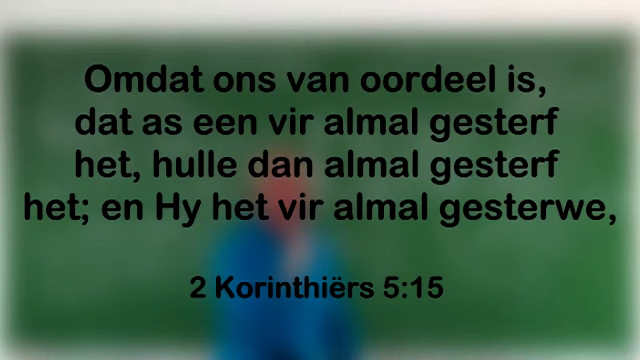 Omdat ons van oordeel is,
dat as een vir almal gesterf
het, hulle dan almal gesterf
het; en Hy het vir almal gesterwe,
2 Korinthiërs 5:15